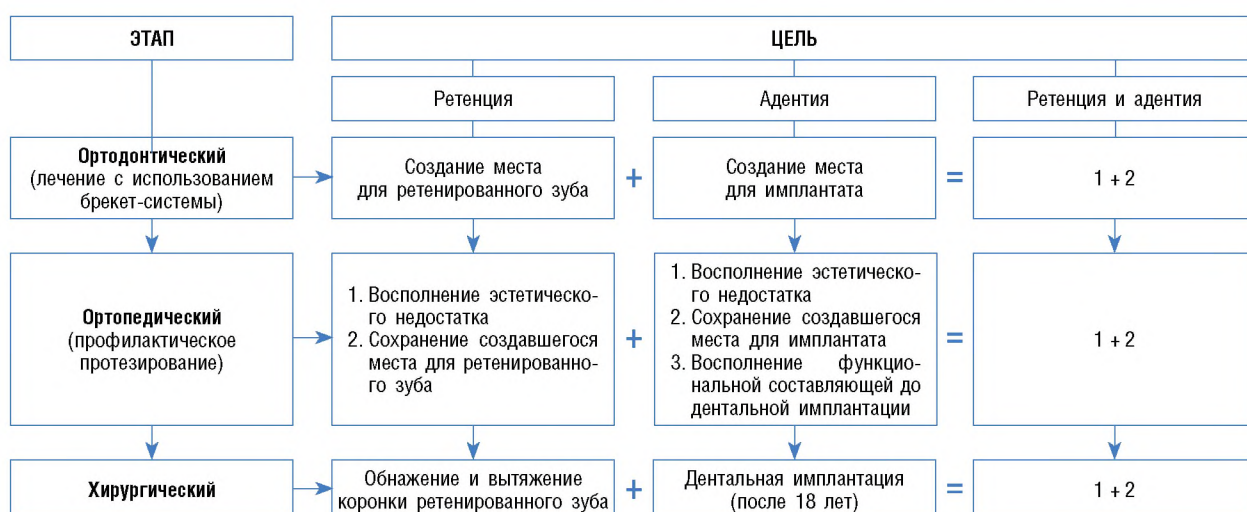 ЭТАП
ЦЕЛЬ
Ретенция
Адентия
Ретенция и адентия
Ортодонтический
(лечение с использованием
брекет-системы)
Создание места
для ретенированного зуба
+
Создание места
для имплантата
=
1 + 2
Ортопедический
(профилактическое
протезирование)
1. Восполнение эстетическо-
го недостатка
2. Сохранение создавшегося
места для ретенированно-
го зуба
+
1. Восполнение эстетическо-
го недостатка
2. Сохранение создавшегося
места для имплантата
3. Восполнение функцио-
нальной составляющей до
дентальной имплантации
=
1 + 2
Хирургический
Обнажение и вытяжение
коронки ретенированного зуба
+
Дентальная имплантация
(после 18 лет)
=
1 + 2